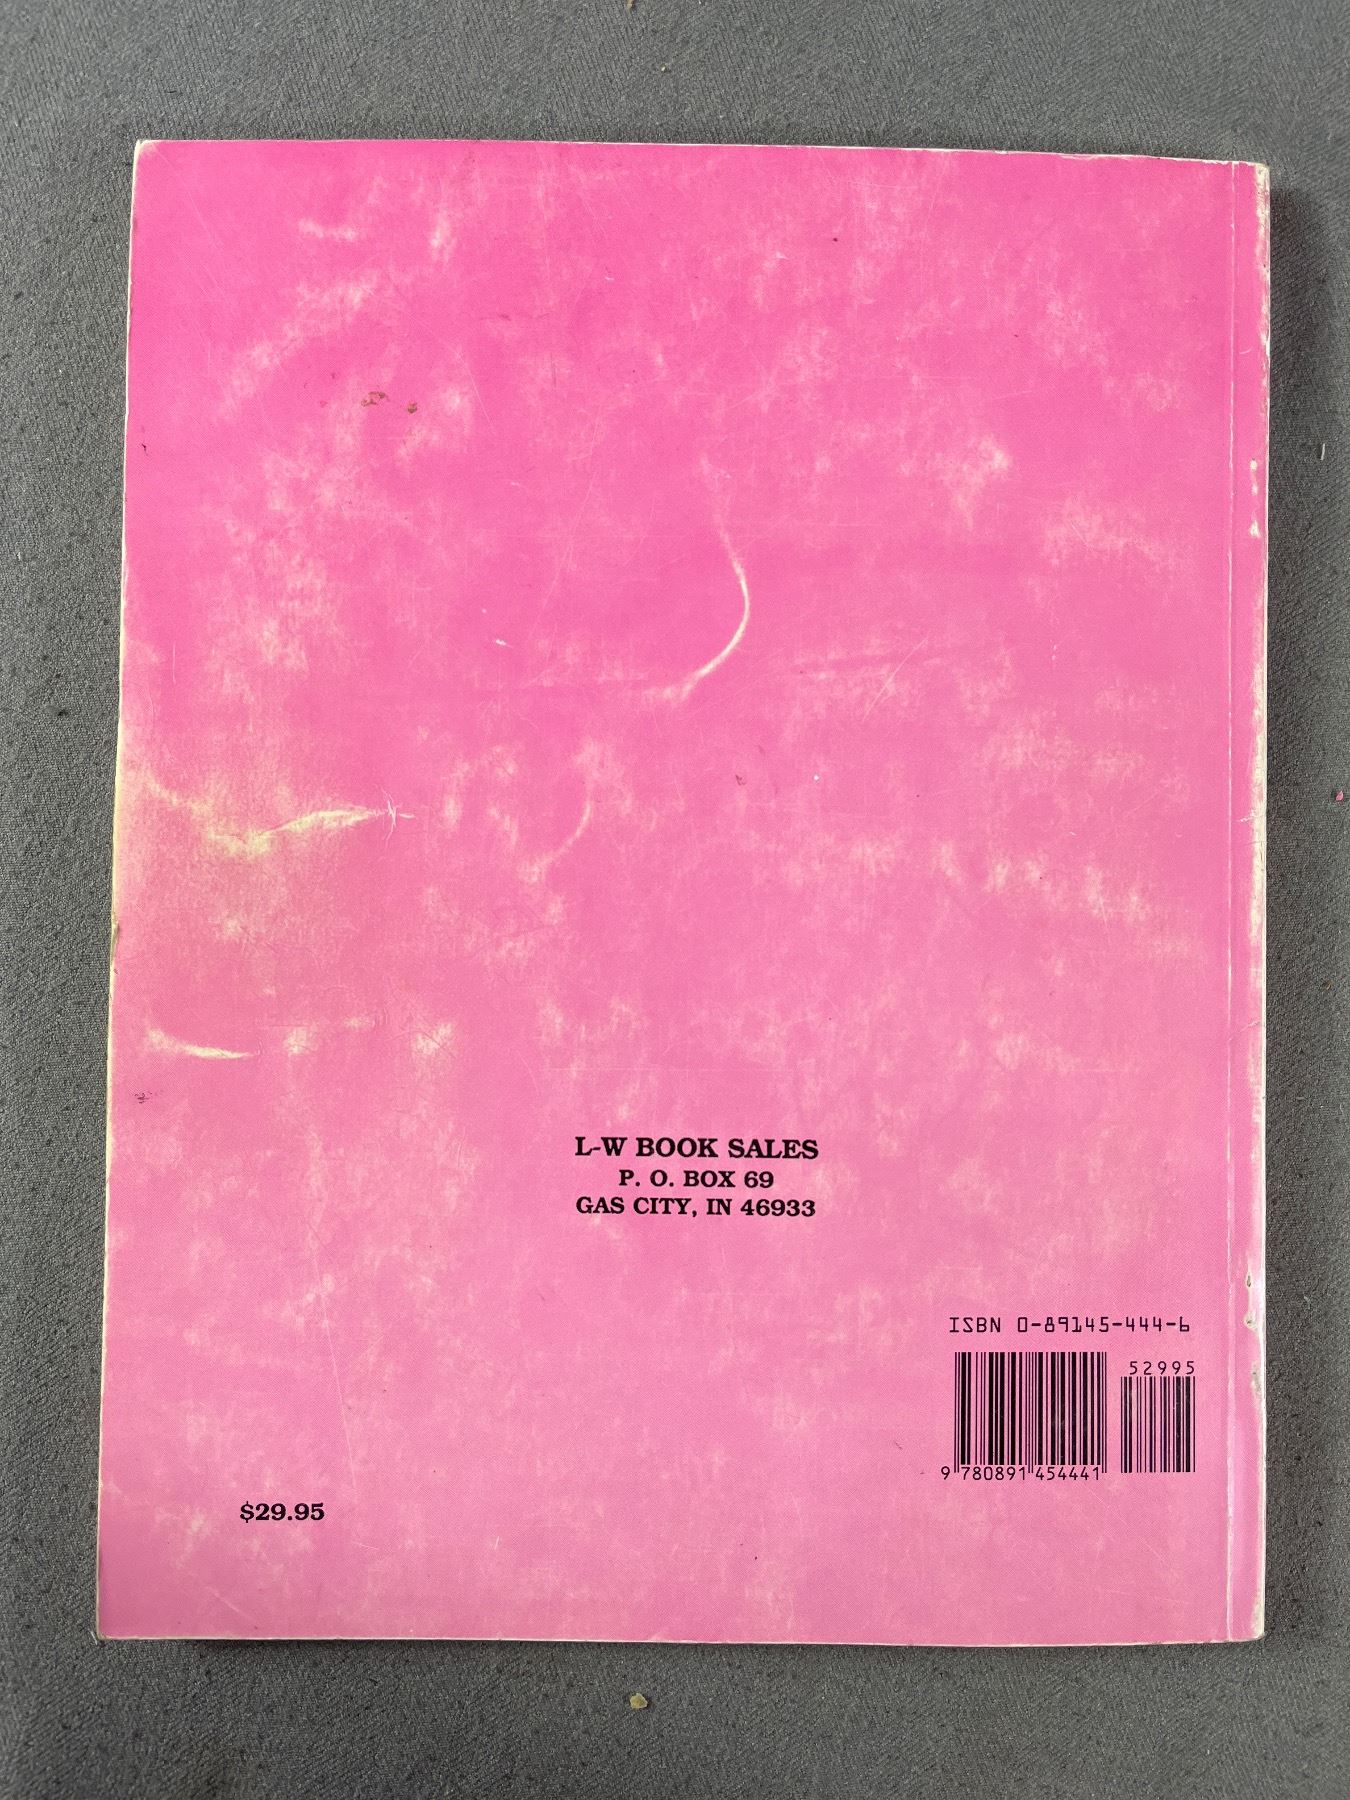 L-W BOOK SALES
P. O. BOX 69
GAS CITY, IN 46933
ISBN 0-89145-444-6
52995
9 780891 454441
$29.95